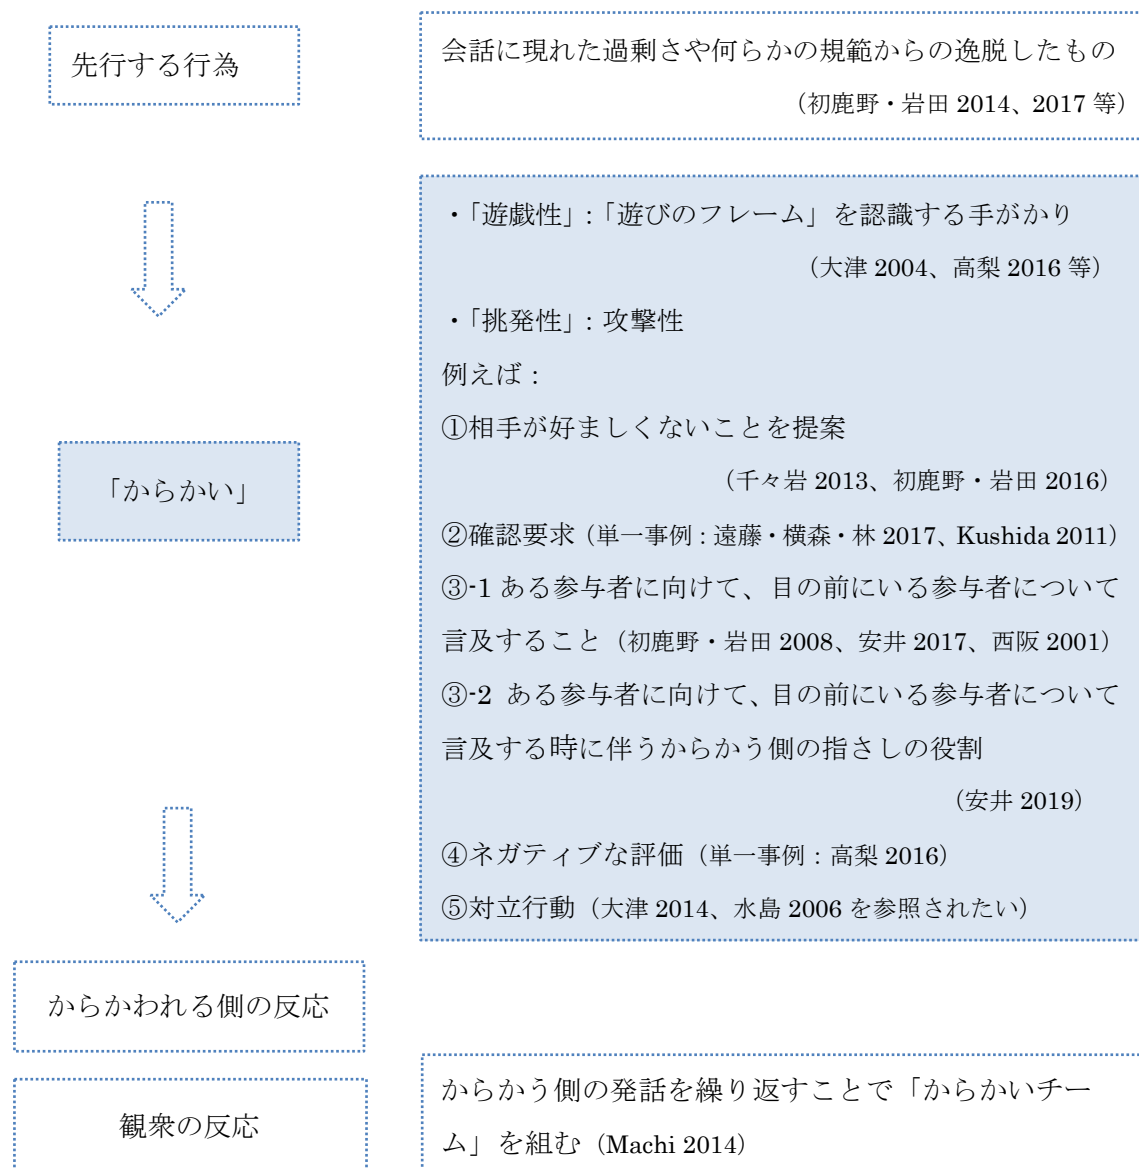 先行する行為
会話に現れた過剰さや何らかの規範からの逸脱したもの
（初鹿野・岩田 2014、2017 等）
・「遊戯性」：「遊びのフレーム」を認識する手がかり
（大津 2004、高梨 2016 等）
・「挑発性」：攻撃性
例えば：
①相手が好ましくないことを提案
（千々岩 2013、初鹿野・岩田 2016）
「からかい」
②確認要求（単一事例：遠藤・横森・林 2017、Kushida 2011）
③-1 ある参与者に向けて、目の前にいる参与者について
言及すること（初鹿野・岩田 2008、安井 2017、西阪 2001）
③-2 ある参与者に向けて、目の前にいる参与者について
言及する時に伴うからかう側の指さしの役割
（安井 2019）
④ネガティブな評価（単一事例：高梨 2016）
⑤対立行動（大津 2014、水島 2006 を参照されたい）
からかわれる側の反応
観衆の反応
からかう側の発話を繰り返すことで「からかいチー
ム」を組む（Machi 2014）